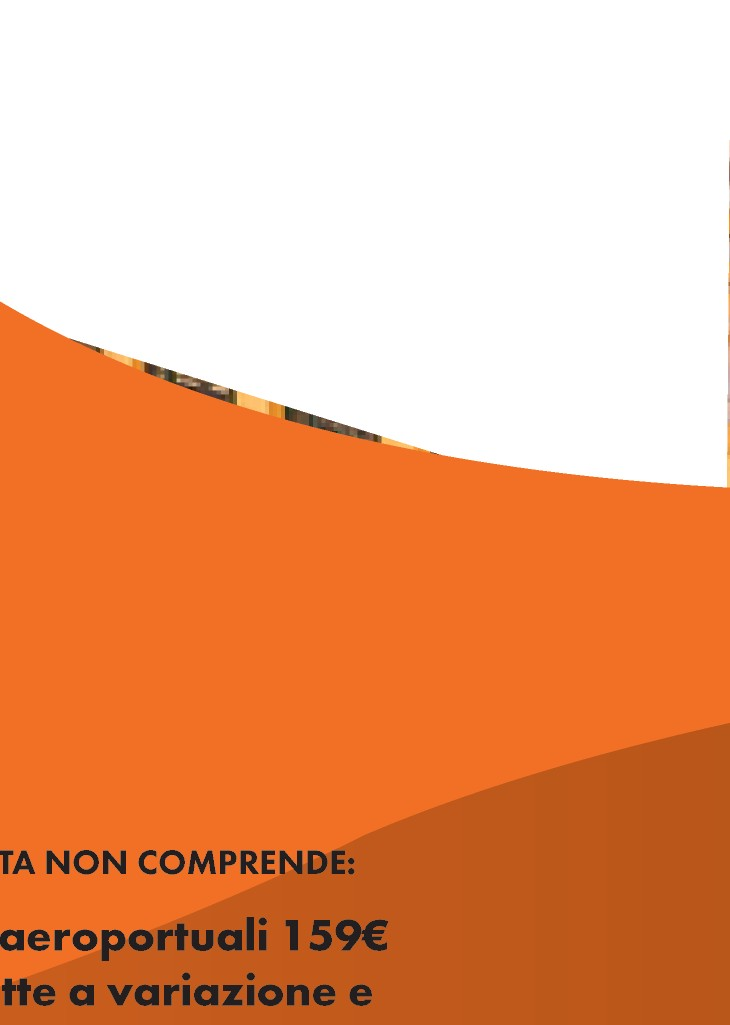 TA NON COMPRENDE:
aeroportuali 159€
tte a variazione e